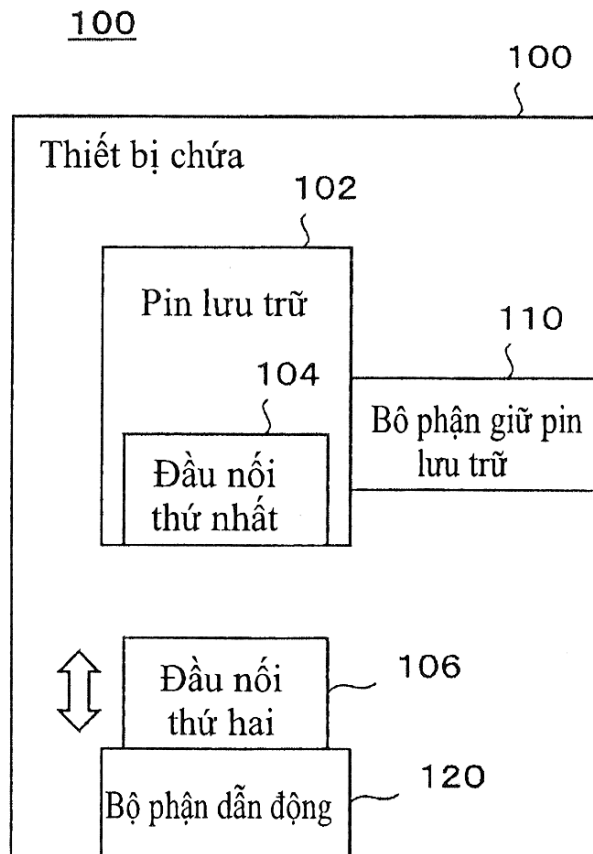 100
100
Thiết bị chứa
102
Pin lưu trữ
110
104
Bô phận giữ pin
lưu trữ
Đầu nối
thứ nhất
Đầu nối
thứ hai
106
Bộ phận dẫn động
120